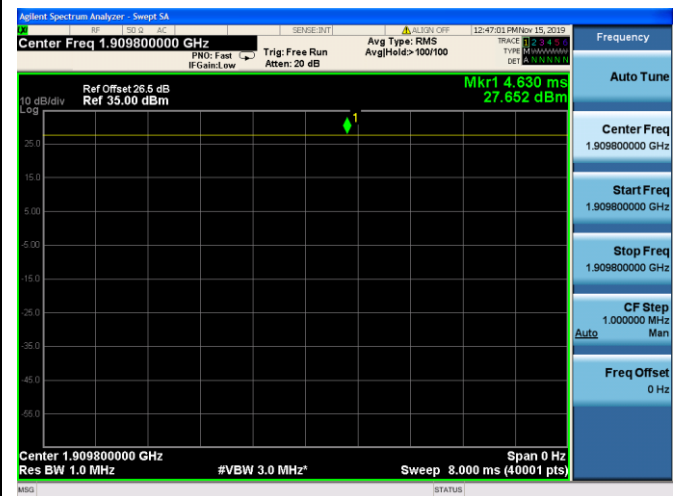 Agilent Spectrum Analyzer - Swept SA
RF 50 Ω AC SENSE:INT ALIGN OFF 12:47:01 PM Nov 15, 2019
Center Freq 1.909800000 GHz
PNO: Fast
IFGain:Low
Trig: Free Run
Atten: 20 dB
Avg Type: RMS
Avg|Hold:>100/100
TRACE 1 2 3 4 5 6
TYPE M
DET A N N N N N
Frequency
Ref Offset 26.5 dB
Ref 35.00 dBm
Mkr1 4.630 ms
27.652 dBm
10 dB/div
Log
1
25.0
15.0
5.00
-5.00
-15.0
-25.0
-35.0
-45.0
-55.0
Center 1.909800000 GHz
Span 0 Hz
Res BW 1.0 MHz
#VBW 3.0 MHz*
Sweep 8.000 ms (40001 pts)
MSG
STATUS
Auto Tune
Center Freq
1.909800000 GHz
Start Freq
1.909800000 GHz
Stop Freq
1.909800000 GHz
CF Step
1.000000 MHz
Auto Man
Freq Offset
0 Hz